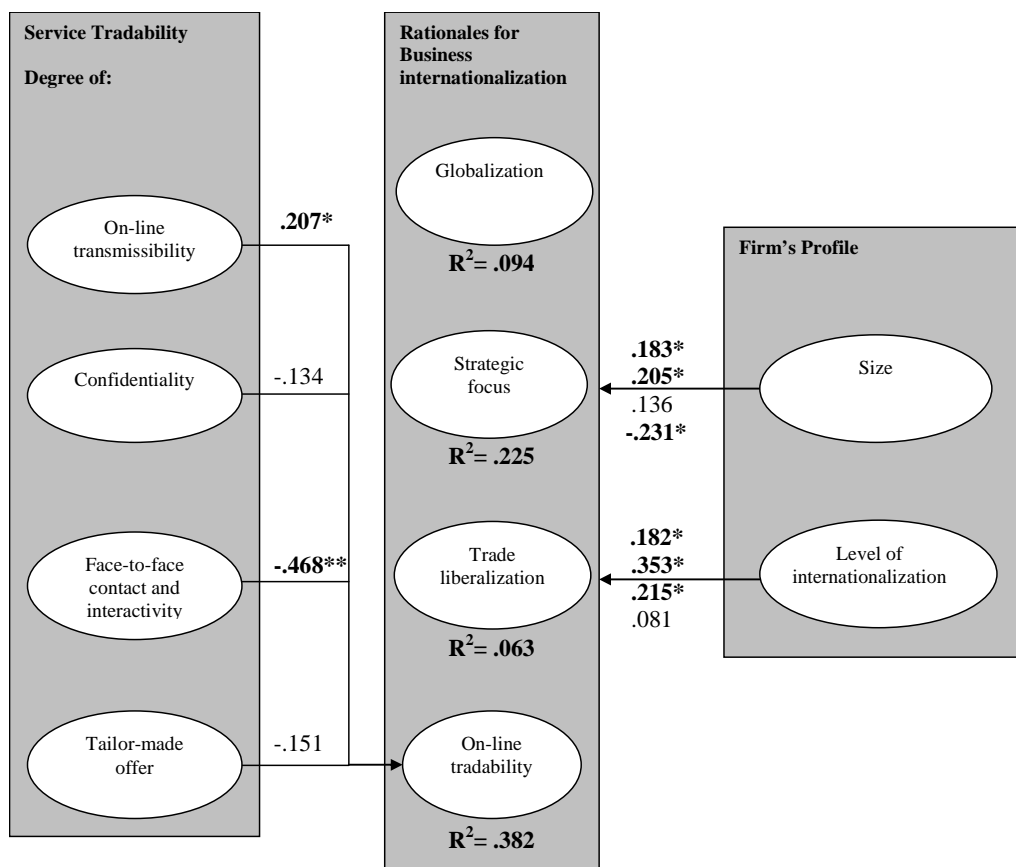 Service Tradability
Degree of:
On-line
transmissibility
Confidentiality
Face-to-face
contact and
interactivity
Tailor-made
offer
.207*
-.134
-.468**
-.151
Rationales for
Business
internationalization
Globalization
R²= .094
Strategic
focus
R²= .225
Trade
liberalization
R²= .063
On-line
tradability
R²= .382
.183*
.205*
.136
-.231*
.182*
.353*
.215*
.081
Firm's Profile
Size
Level of
internationalization